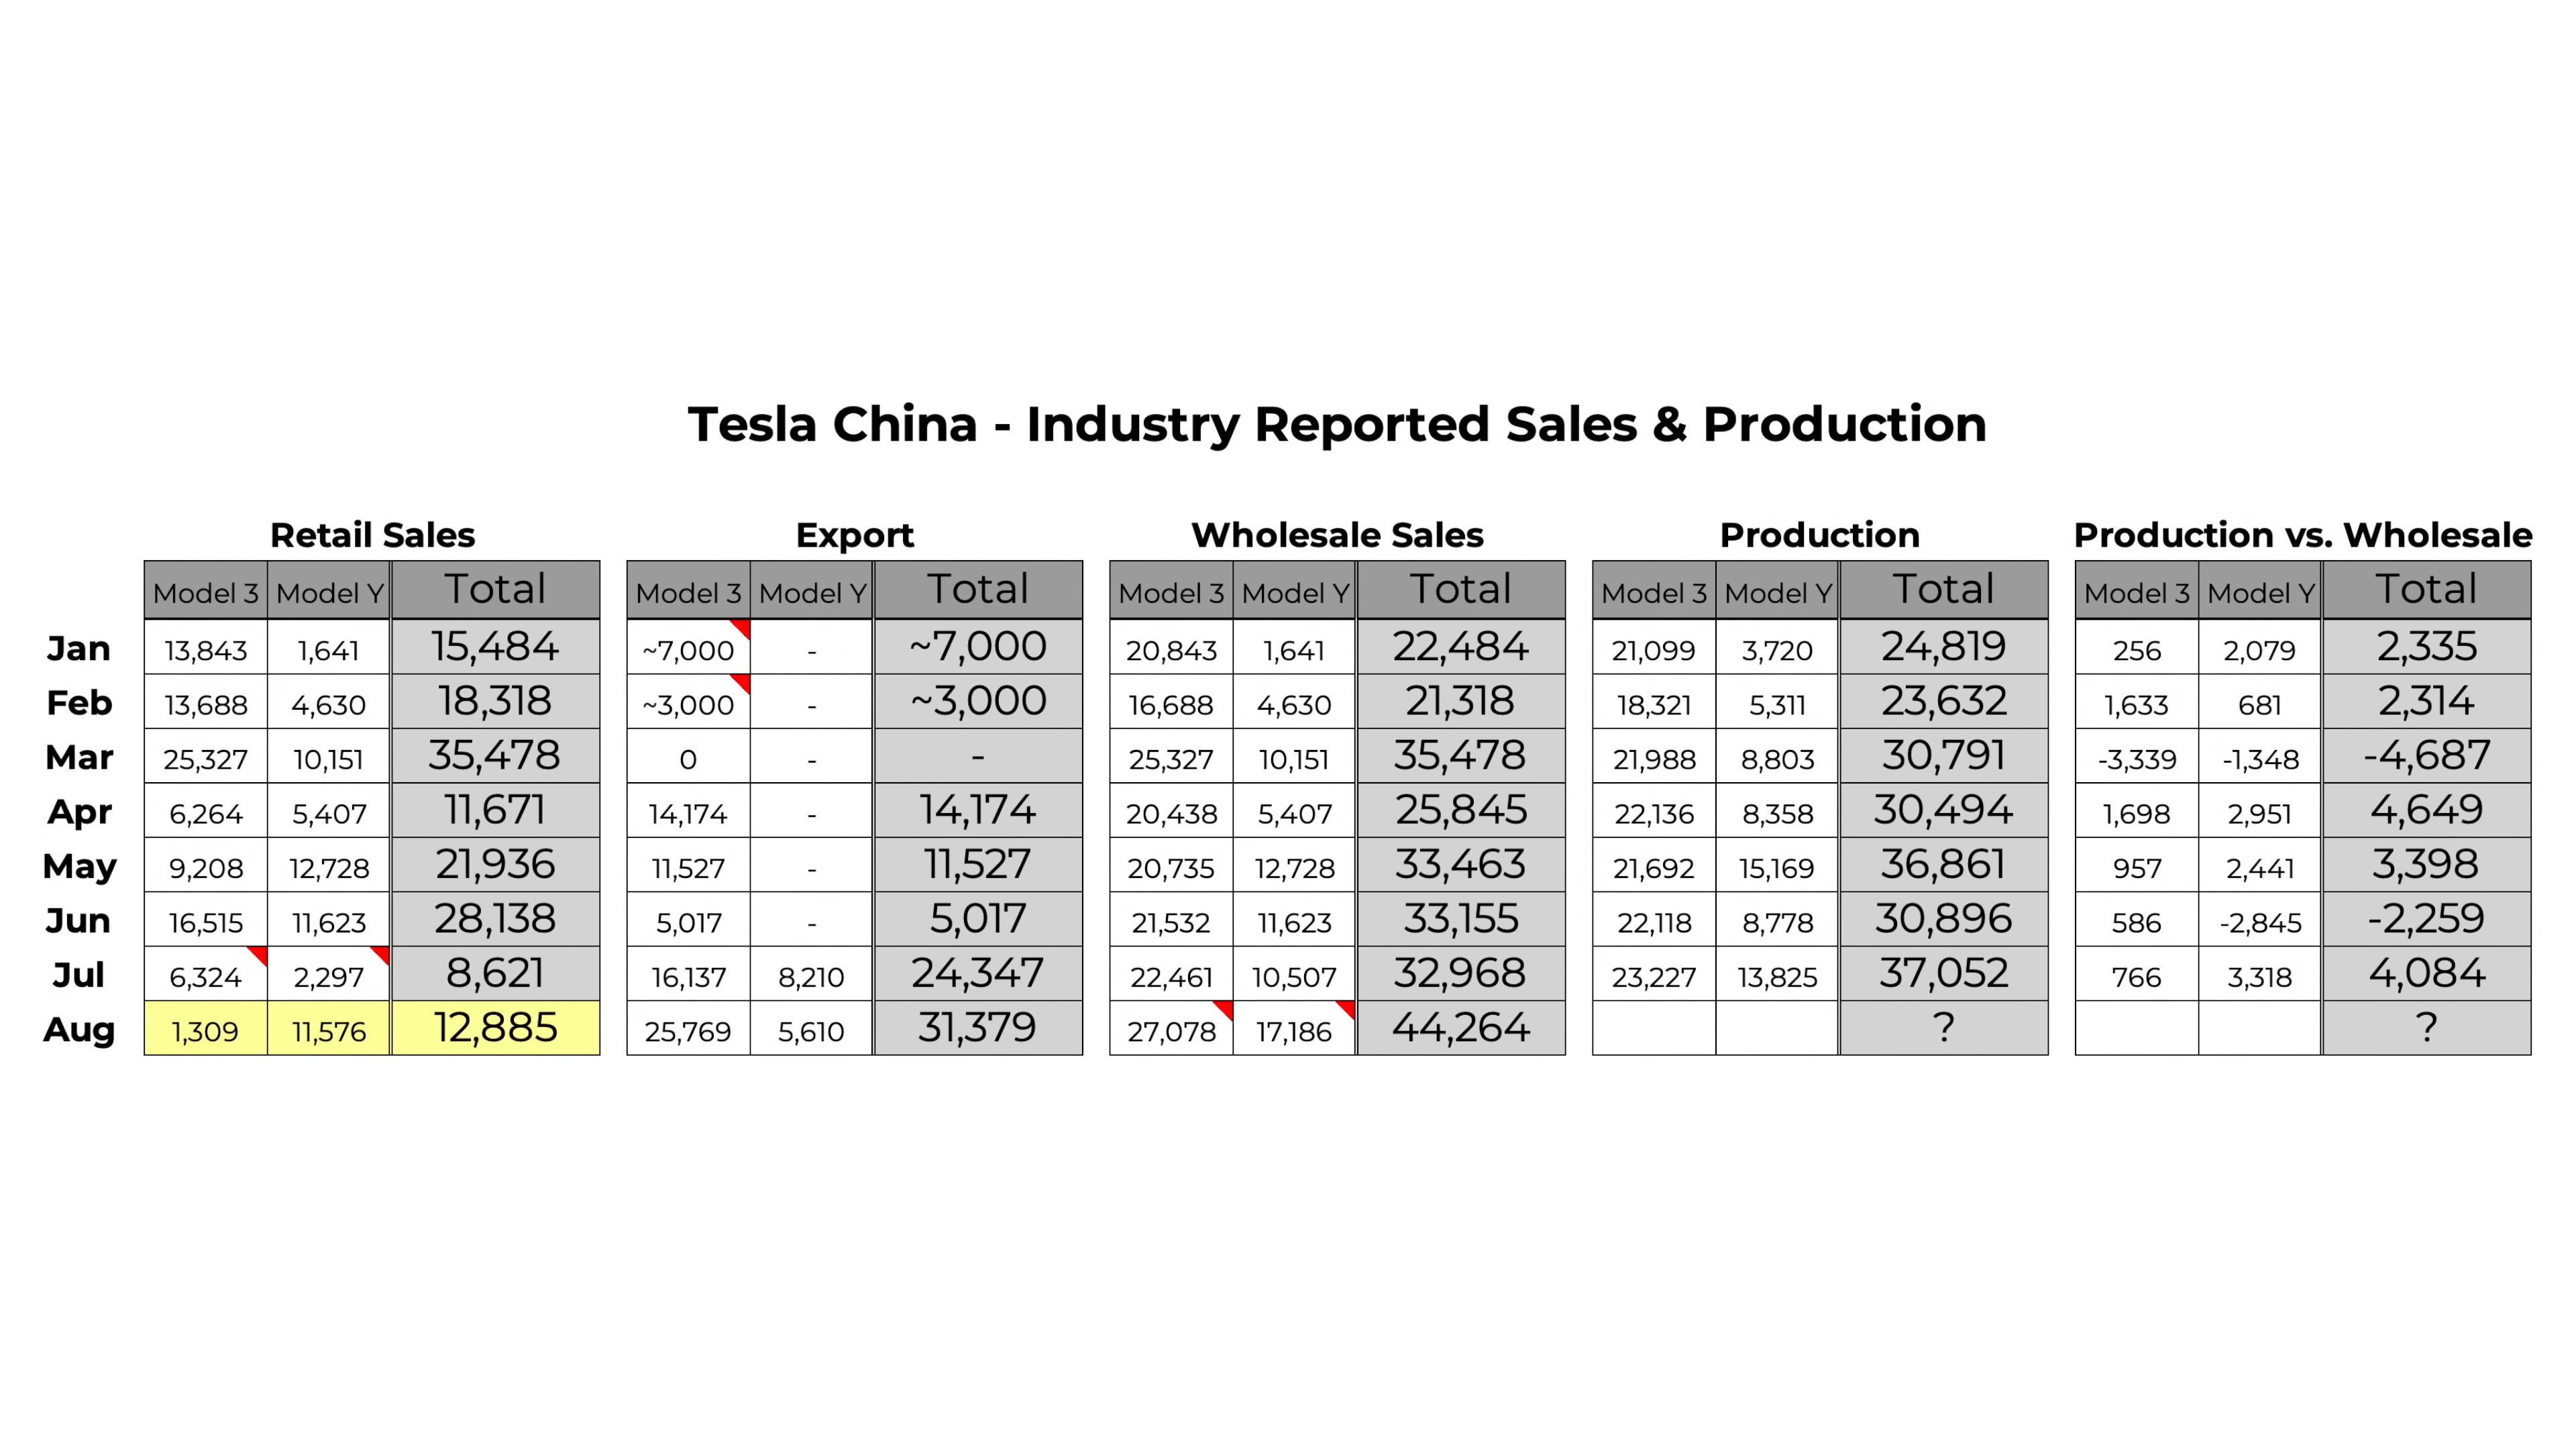 Tesla China - Industry Reported Sales & Production
Retail Sales Export Wholesale Sales Production Production vs. Wholesale
Model 3 Model Y Total Model 3 Model Y Total Model 3 Model Y Total Model 3 Model Y Total Model 3 Model Y Total
Jan 13,843 1,641 15,484 ~7,000 - ~7,000 20,843 1,641 22,484 21,099 3,720 24,819 256 2,079 2,335
Feb 13,688 4,630 18,318 ~3,000 - ~3,000 16,688 4,630 21,318 18,321 5,311 23,632 1,633 681 2,314
Mar 25,327 10,151 35,478 0 - - 25,327 10,151 35,478 21,988 8,803 30,791 -3,339 -1,348 -4,687
Apr 6,264 5,407 11,671 14,174 - 14,174 20,438 5,407 25,845 22,136 8,358 30,494 1,698 2,951 4,649
May 9,208 12,728 21,936 11,527 - 11,527 20,735 12,728 33,463 21,692 15,169 36,861 957 2,441 3,398
Jun 16,515 11,623 28,138 5,017 - 5,017 21,532 11,623 33,155 22,118 8,778 30,896 586 -2,845 -2,259
Jul 6,324 2,297 8,621 16,137 8,210 24,347 22,461 10,507 32,968 23,227 13,825 37,052 766 3,318 4,084
Aug 1,309 11,576 12,885 25,769 5,610 31,379 27,078 17,186 44,264 ? ?